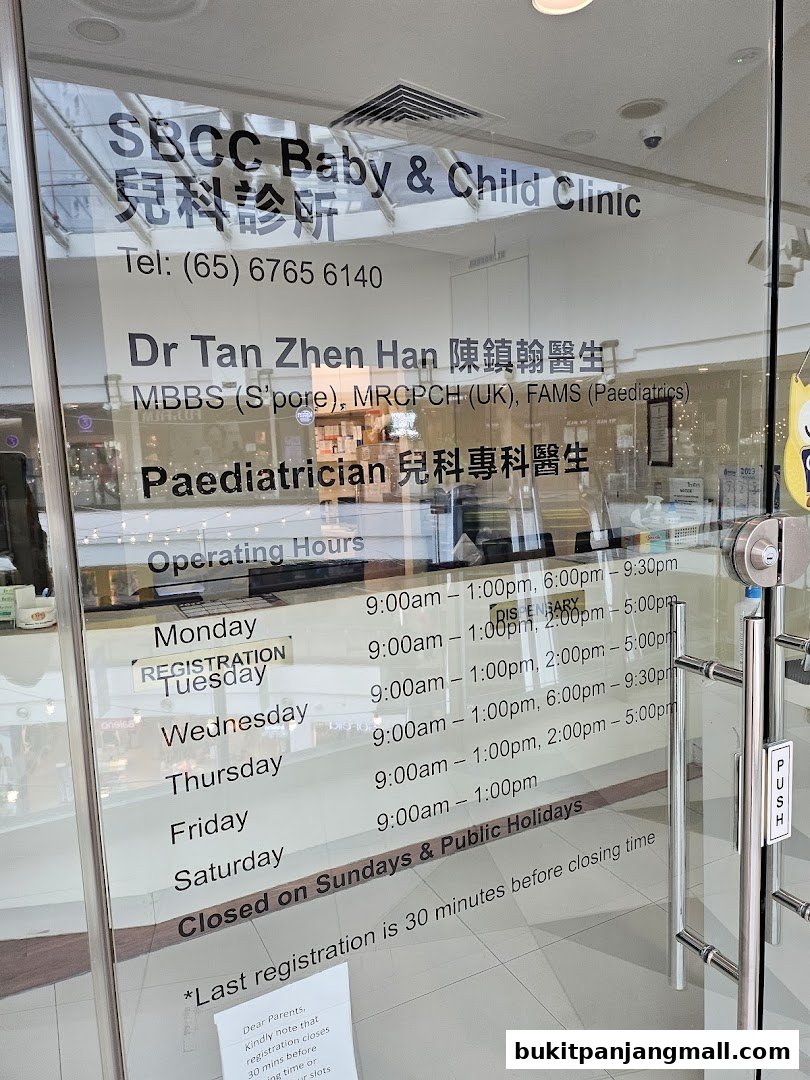 SBCC Baby & Child Clinic
兒科診所
Tel: (65) 6765 6140
Dr Tan Zhen Han 陳鎮翰醫生
MBBS (S'pore), MRCPCH (UK), FAMS (Paediatrics)
Paediatrician 兒科專科醫生
Operating Hours
Monday 9:00am – 1:00pm, 6:00pm – 9:30pm
Tuesday 9:00am – 1:00pm, 2:00pm – 5:00pm
Wednesday 9:00am – 1:00pm, 2:00pm – 5:00pm
Thursday 9:00am – 1:00pm, 6:00pm – 9:30pm
Friday 9:00am – 1:00pm, 2:00pm – 5:00pm
Saturday 9:00am – 1:00pm
Closed on Sundays & Public Holidays
*Last registration is 30 minutes before closing time
REGISTRATION
DISPENSARY
PUSH
Dear Parents,
Kindly note that
registration closes
30 mins before
time or
slots
bukitpanjangmall.com